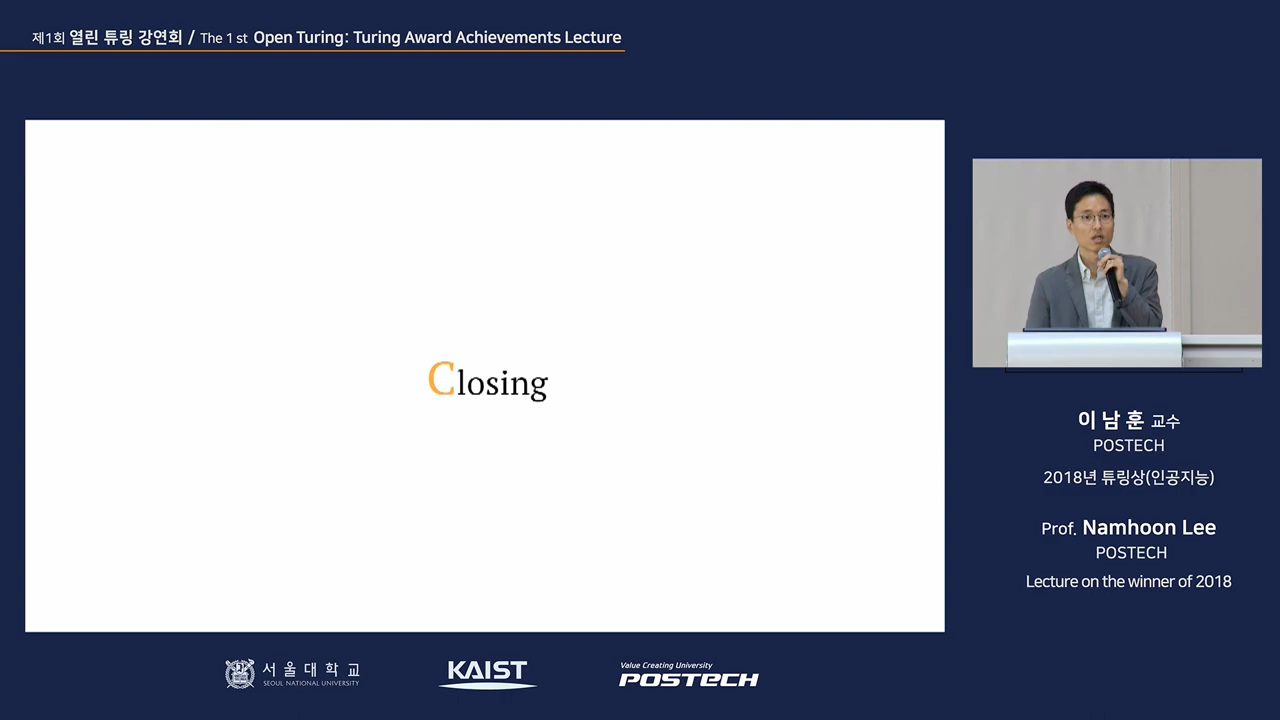 제1회 열린 튜링 강연회 / The 1 st Open Turing: Turing Award Achievements Lecture
Closing
이 남 훈 교수
POSTECH
2018년 튜링상(인공지능)
Prof. Namhoon Lee
POSTECH
Lecture on the winner of 2018
서울대학교
SEOUL NATIONAL UNIVERSITY
KAIST
Value Creating University
POSTECH